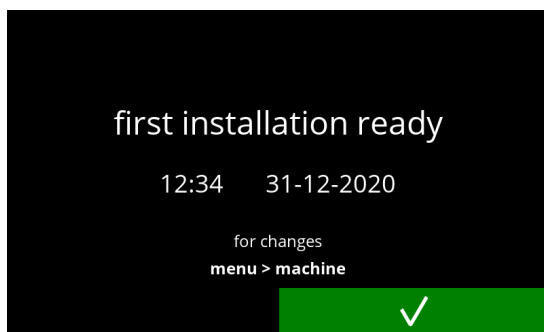 first installation ready
12:34 31-12-2020
for changes
menu > machine